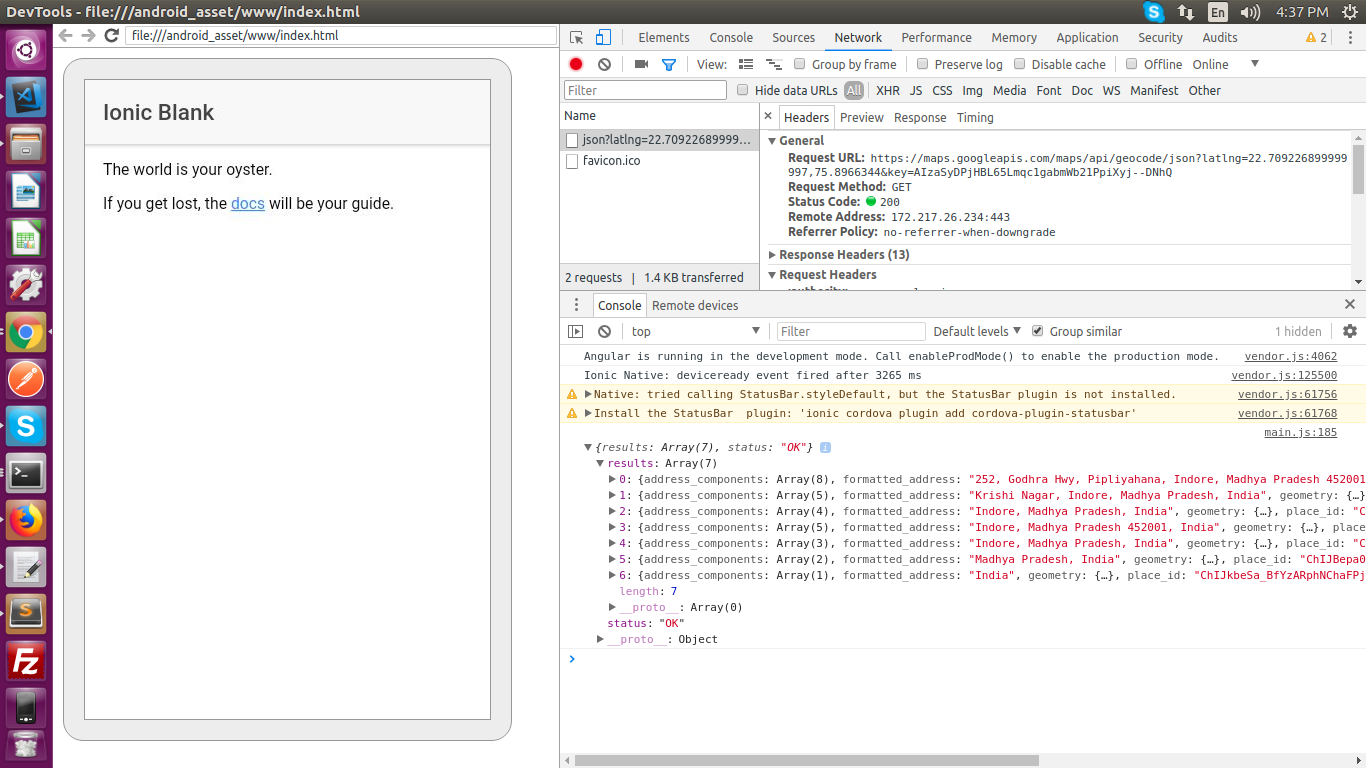 DevTools - file:///android_asset/www/index.html
En
4:37 PM
file:///android_asset/www/index.html
Ionic Blank
The world is your oyster.
If you get lost, the docs will be your guide.
Elements Console Sources Network Performance Memory Application Security Audits 2
View: Group by frame Preserve log Disable cache Offline Online
Filter Hide data URLs All XHR JS CSS Img Media Font Doc WS Manifest Other
Name
json?latlng=22.70922689999...
favicon.ico
2 requests | 1.4 KB transferred
Headers Preview Response Timing
General
Request URL: https://maps.googleapis.com/maps/api/geocode/json?latlng=22.709226899999
997,75.8966344&key=AIzaSyDPjHBL65Lmqc1gabmWb21PpiXyj--DNhQ
Request Method: GET
Status Code: 200
Remote Address: 172.217.26.234:443
Referrer Policy: no-referrer-when-downgrade
Response Headers (13)
Request Headers
Console Remote devices
top Filter Default levels Group similar 1 hidden
Angular is running in the development mode. Call enableProdMode() to enable the production mode. vendor.js:4062
Ionic Native: deviceready event fired after 3265 ms vendor.js:125500
Native: tried calling StatusBar.styleDefault, but the StatusBar plugin is not installed. vendor.js:61756
Install the StatusBar plugin: 'ionic cordova plugin add cordova-plugin-statusbar' vendor.js:61768
main.js:185
{results: Array(7), status: "OK"}
results: Array(7)
0: {address_components: Array(8), formatted_address: "252, Godhra Hwy, Pipliyahana, Indore, Madhya Pradesh 452001
1: {address_components: Array(5), formatted_address: "Krishi Nagar, Indore, Madhya Pradesh, India", geometry: {…}
2: {address_components: Array(4), formatted_address: "Indore, Madhya Pradesh, India", geometry: {…}, place_id: "C
3: {address_components: Array(5), formatted_address: "Indore, Madhya Pradesh 452001, India", geometry: {…}, place
4: {address_components: Array(3), formatted_address: "Indore, Madhya Pradesh, India", geometry: {…}, place_id: "C
5: {address_components: Array(2), formatted_address: "Madhya Pradesh, India", geometry: {…}, place_id: "ChIJBepa0
6: {address_components: Array(1), formatted_address: "India", geometry: {…}, place_id: "ChIJkbeSa_BfYzARphNChaFPj
length: 7
__proto__: Array(0)
status: "OK"
__proto__: Object